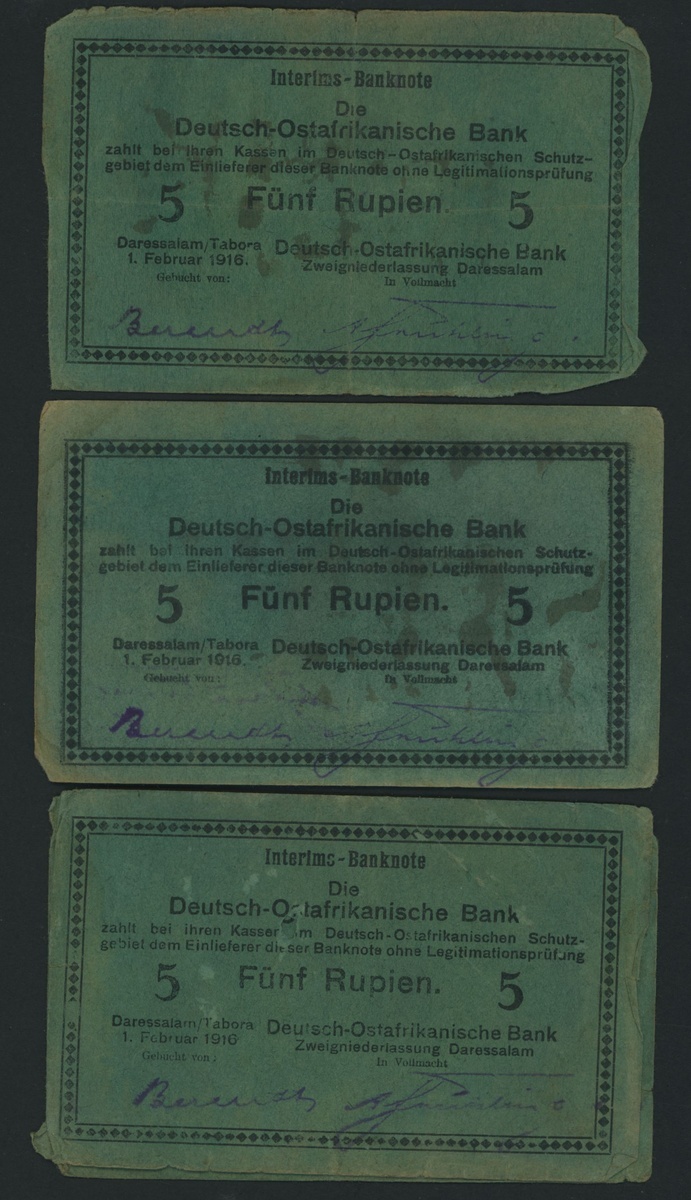 Interims-Banknote
Die
Deutsch-Ostafrikanische Bank
zahlt bei ihren Kassen im Deutsch-Ostafrikanischen Schutz-
gebiet dem Einlieferer dieser Banknote ohne Legitimationsprüfung
5 Fünf Rupien. 5
Daressalam/Tabora Deutsch-Ostafrikanische Bank
1. Februar 1916. Zweigniederlassung Daressalam
Gebucht von: In Vollmacht
Berendt
Interims-Banknote
Die
Deutsch-Ostafrikanische Bank
zahlt bei ihren Kassen im Deutsch-Ostafrikanischen Schutz-
gebiet dem Einlieferer dieser Banknote ohne Legitimationsprüfung
5 Fünf Rupien. 5
Daressalam/Tabora Deutsch-Ostafrikanische Bank
1. Februar 1916. Zweigniederlassung Daressalam
Gebucht von: In Vollmacht
Berendt
Interims-Banknote
Die
Deutsch-Ostafrikanische Bank
zahlt bei ihren Kassen im Deutsch-Ostafrikanischen Schutz-
gebiet dem Einlieferer dieser Banknote ohne Legitimationsprüfung
5 Fünf Rupien. 5
Daressalam/Tabora Deutsch-Ostafrikanische Bank
1. Februar 1916 Zweigniederlassung Daressalam
Gebucht von: In Vollmacht
Berendt